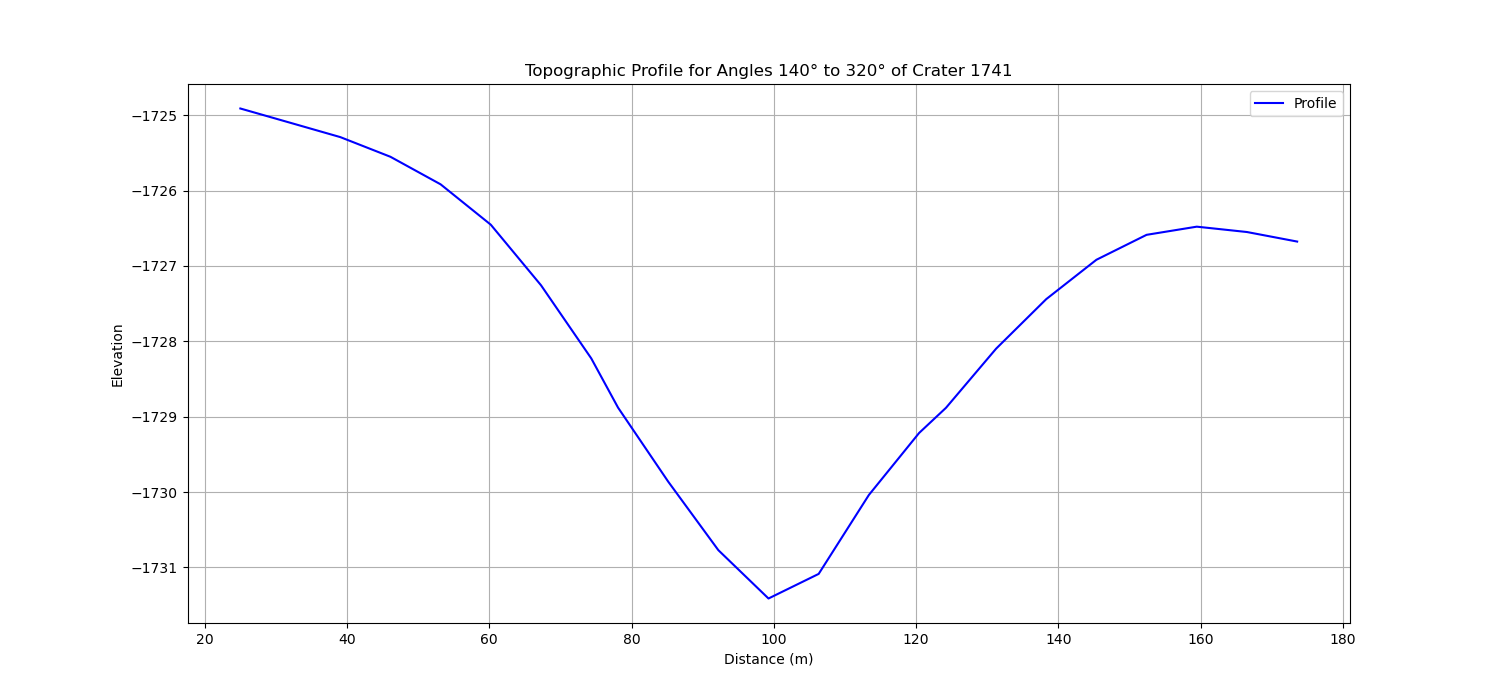 Topographic Profile for Angles 140° to 320° of Crater 1741
Profile
−1725
−1726
−1727
−1728
−1729
−1730
−1731
Elevation
20 40 60 80 100 120 140 160 180
Distance (m)